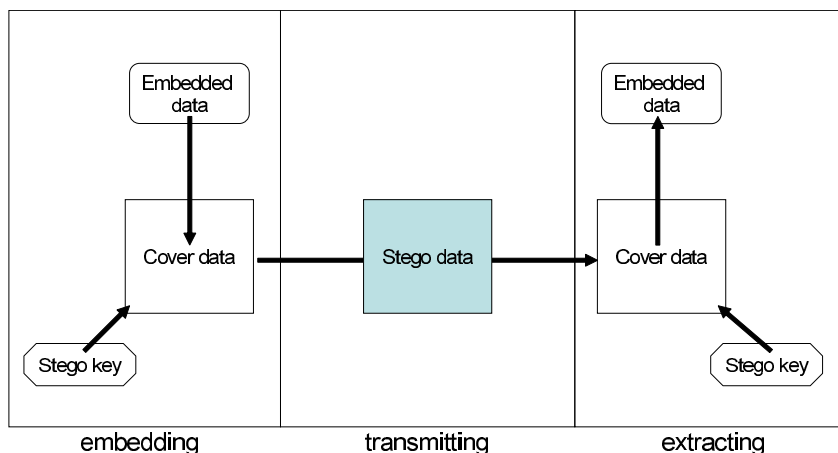 Embedded
data
Embedded
data
Cover data
Stego data
Cover data
Stego key
Stego key
embedding
transmitting
extracting